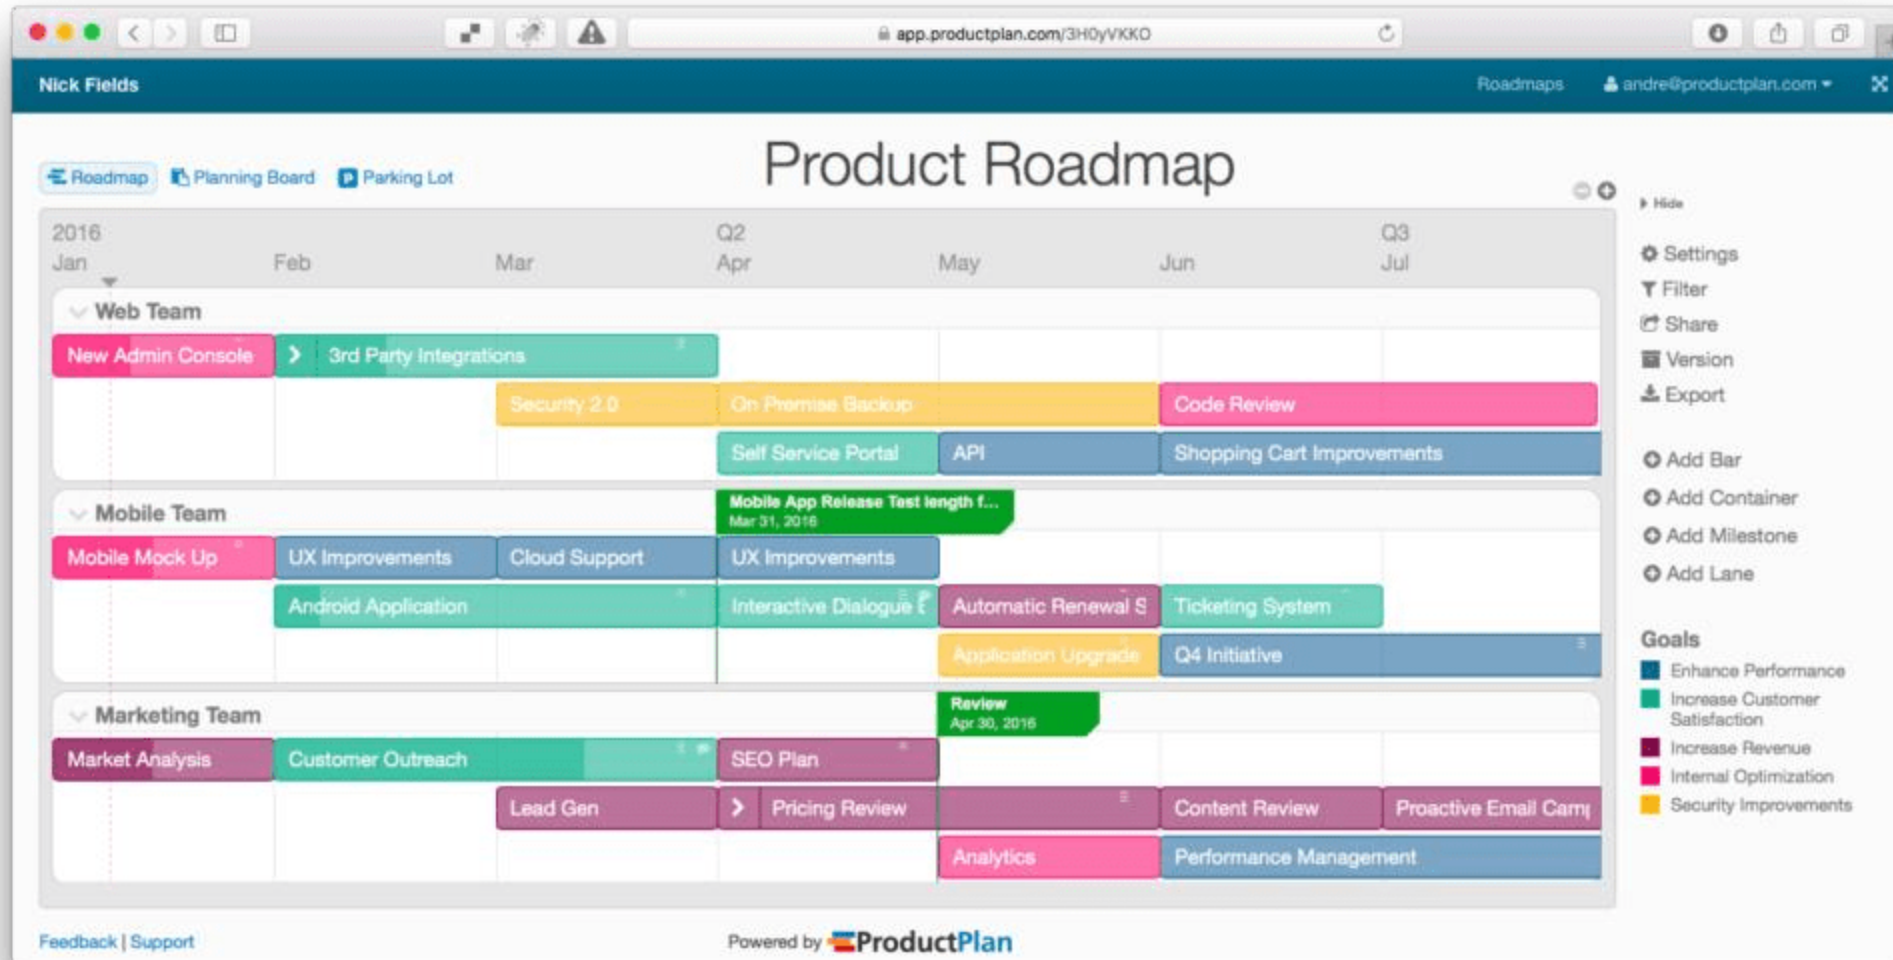 app.productplan.com/3H0yVKKO
Nick Fields
Roadmaps
andre@productplan.com
Product Roadmap
Roadmap
Planning Board
Parking Lot
Hide
2016
Q2
Q3
Jan
Feb
Mar
Apr
May
Jun
Jul
Settings
Filter
Share
Version
Export
Add Bar
Add Container
Add Milestone
Add Lane
Web Team
New Admin Console
3rd Party Integrations
Security 2.0
On Premise Backup
Code Review
Self Service Portal
API
Shopping Cart Improvements
Mobile Team
Mobile App Release Test length f...
Mar 31, 2016
Mobile Mock Up
UX Improvements
Cloud Support
UX Improvements
Android Application
Interactive Dialogue
Automatic Renewal S
Ticketing System
Application Upgrade
Q4 Initiative
Marketing Team
Review
Apr 30, 2016
Market Analysis
Customer Outreach
SEO Plan
Lead Gen
Pricing Review
Content Review
Proactive Email Cam
Analytics
Performance Management
Goals
Enhance Performance
Increase Customer
Satisfaction
Increase Revenue
Internal Optimization
Security Improvements
Feedback | Support
Powered by ProductPlan